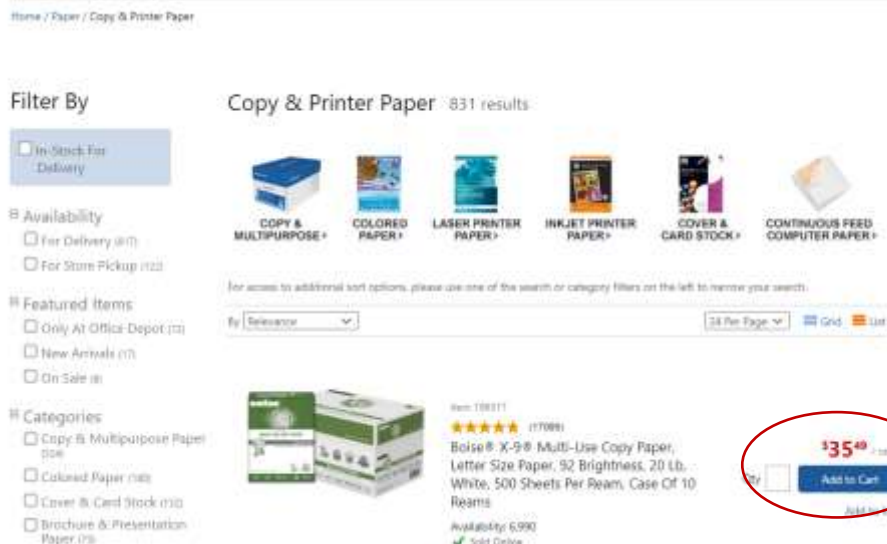 Home / Paper / Copy & Printer Paper
Filter By
In-Stock For
Delivery
Availability
For Delivery (817)
For Store Pickup (122)
Featured Items
Only At Office Depot
New Arrivals (17)
On Sale
Categories
Copy & Multipurpose Paper
Colored Paper
Cover & Card Stock
Brochure & Presentation
Paper
Copy & Printer Paper 831 results
COPY &
MULTIPURPOSE
COLORED
PAPER
LASER PRINTER
PAPER
INKJET PRINTER
PAPER
COVER &
CARD STOCK
CONTINUOUS FEED
COMPUTER PAPER
For access to additional sort options, please use one of the search or category filters on the left to narrow your search.
By Relevance
24 Per Page Grid List
Boise® X-9® Multi-Use Copy Paper,
Letter Size Paper, 92 Brightness, 20 Lb,
White, 500 Sheets Per Ream, Case Of 10
Reams
Availability: 6,990
Sold Online
$35.49
Qty Add to Cart